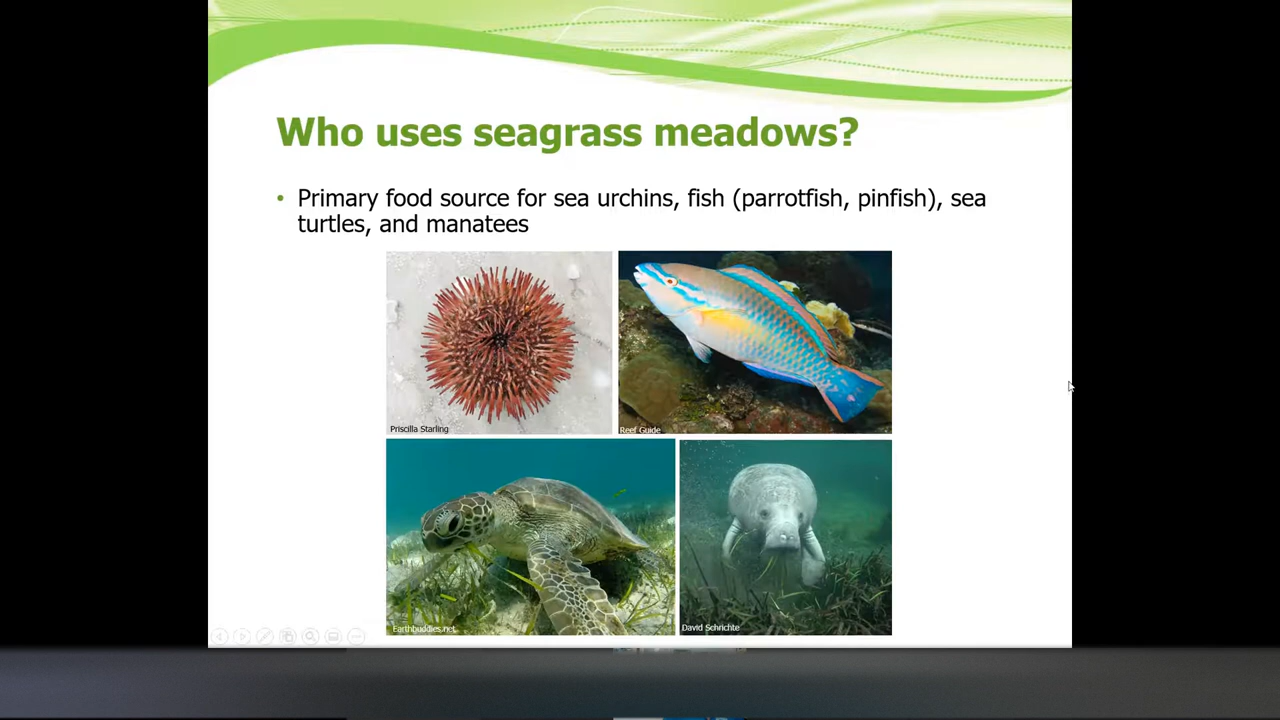 Who uses seagrass meadows?
• Primary food source for sea urchins, fish (parrotfish, pinfish), sea
turtles, and manatees
Priscilla Starling
Reef Guide
Earthbuddies.net
David Schrichte